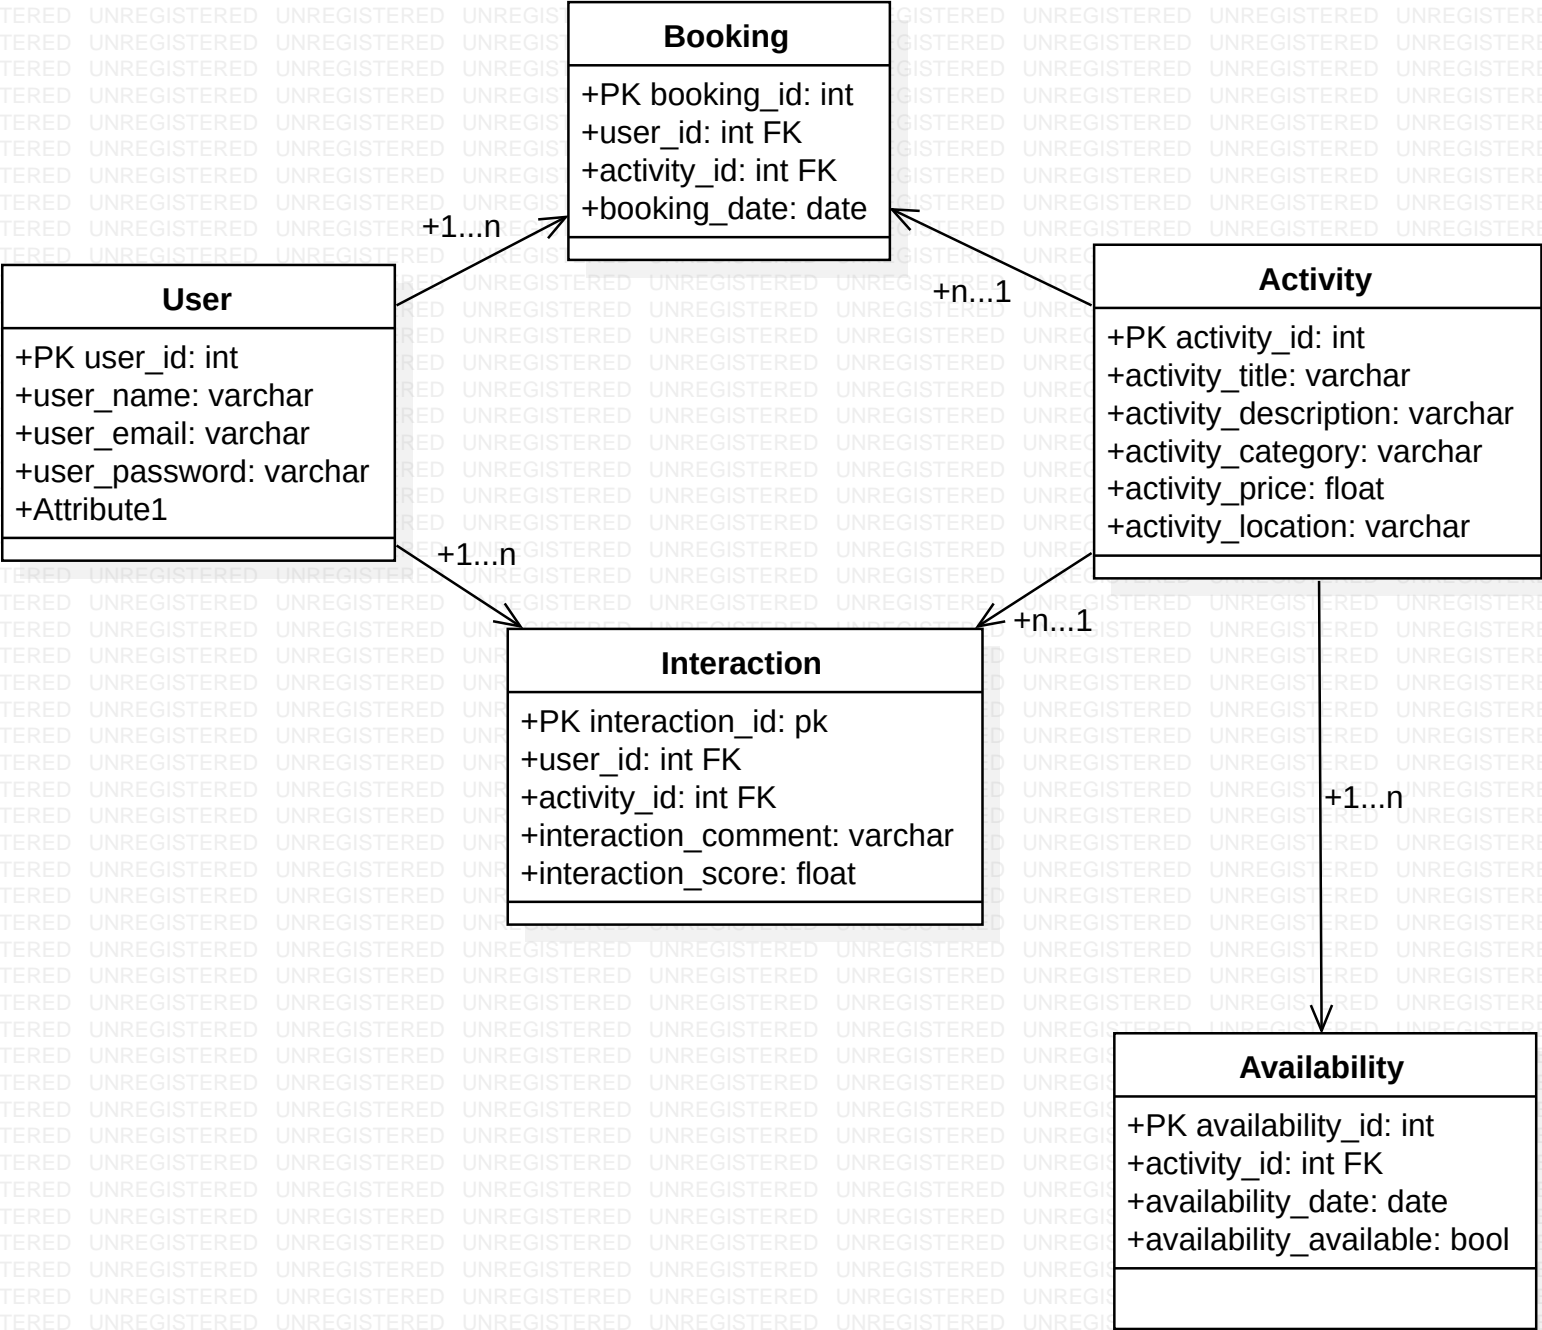 Booking
+PK booking_id: int
+user_id: int FK
+activity_id: int FK
+booking_date: date
+1...n
+n...1
User
+PK user_id: int
+user_name: varchar
+user_email: varchar
+user_password: varchar
+Attribute1
Activity
+PK activity_id: int
+activity_title: varchar
+activity_description: varchar
+activity_category: varchar
+activity_price: float
+activity_location: varchar
+1...n
+n...1
Interaction
+PK interaction_id: pk
+user_id: int FK
+activity_id: int FK
+interaction_comment: varchar
+interaction_score: float
+1...n
Availability
+PK availability_id: int
+activity_id: int FK
+availability_date: date
+availability_available: bool
UNREGISTERED